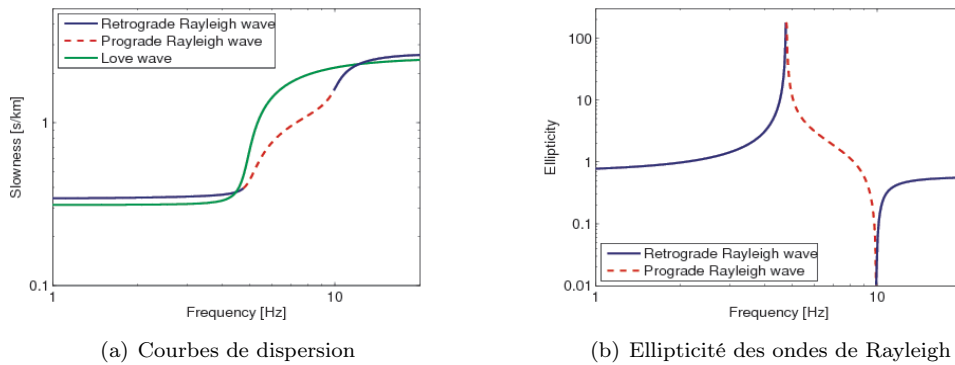 Retrograde Rayleigh wave
Prograde Rayleigh wave
Love wave
Slowness [s/km]
1
0.1
1
10
Frequency [Hz]
(a) Courbes de dispersion
100
10
1
0.1
0.01
Ellipticity
Retrograde Rayleigh wave
Prograde Rayleigh wave
1
10
Frequency [Hz]
(b) Ellipticité des ondes de Rayleigh